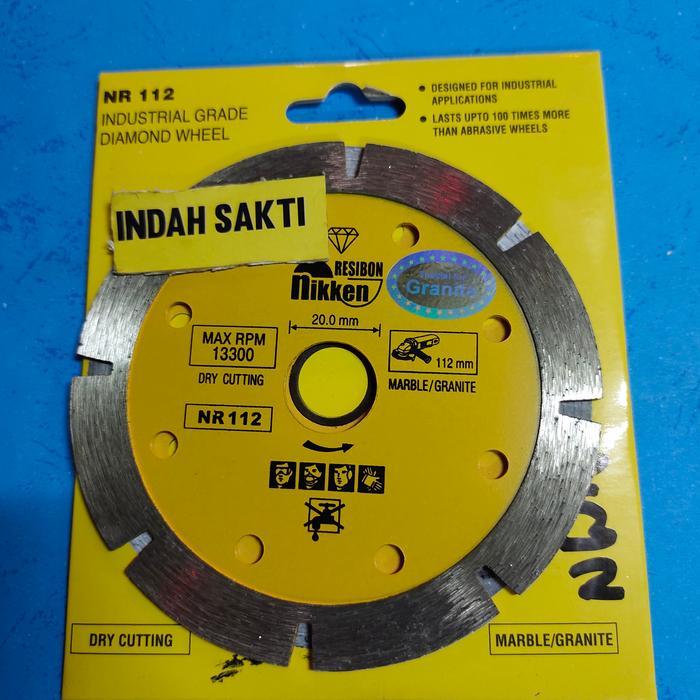 NR 112
INDUSTRIAL GRADE
DIAMOND WHEEL
DESIGNED FOR INDUSTRIAL
APPLICATIONS
LASTS UPTO 100 TIMES MORE
THAN ABRASIVE WHEELS
INDAH SAKTI
RESIBON
nikken
Special for
Granite
20.0 mm
MAX RPM
13300
DRY CUTTING
112 mm
MARBLE/GRANITE
NR 112
DRY CUTTING
MARBLE/GRANITE